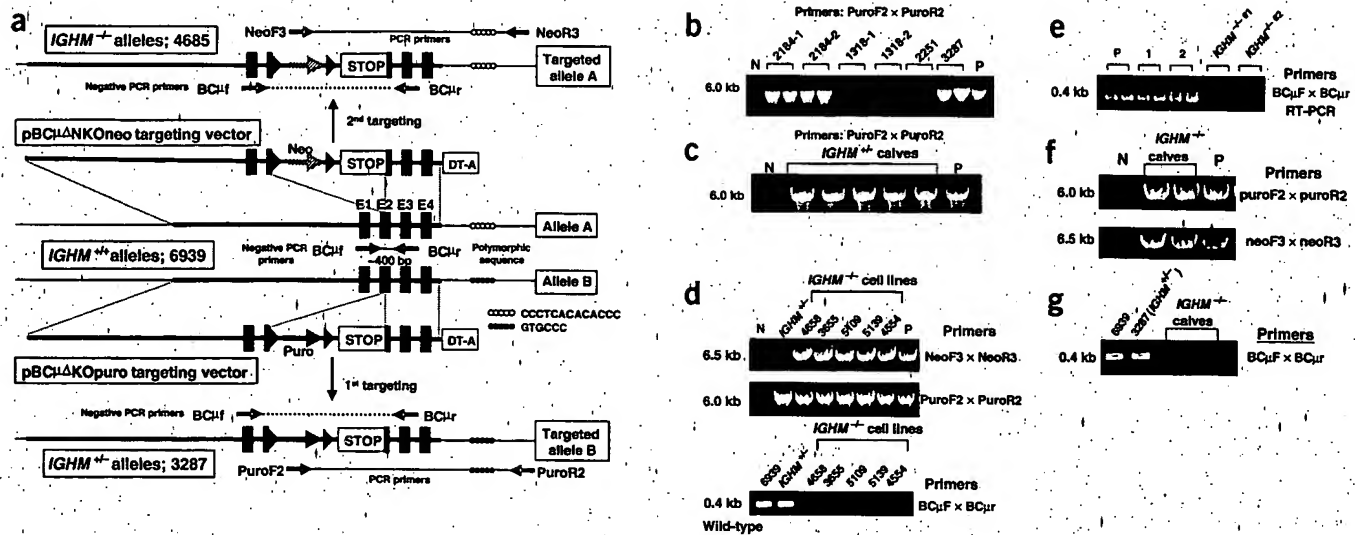 a
IGHM-/- alleles; 4685
NeoF3
PCR primers
NeoR3
STOP
Targeted allele A
Negative PCR primers BCμf
BCμr
2nd targeting
pBCμΔNKOneo targeting vector
Neo
STOP
DT-A
E1 E2 E3 E4
Allele A
IGHM+/+ alleles; 6939
Negative PCR primers BCμf
BCμr
~400 bp
Polymorphic sequence
Allele B
CCCTCACACACCC
GTGCCC
Puro
STOP
DT-A
pBCμΔKOpuro targeting vector
1st targeting
Negative PCR primers BCμf
BCμr
STOP
Targeted allele B
IGHM+/- alleles; 3287
PuroF2
PCR primers
PuroR2
b
Primers: PuroF2 × PuroR2
N 2184-1 2184-2 1318-1 1318-2 2251 3287 P
6.0 kb
c
Primers: PuroF2 × PuroR2
IGHM+/- calves
N P
6.0 kb
d
IGHM-/- cell lines
N IGHM+/- 4658 3655 5109 5139 4554 P
Primers
6.5 kb
NeoF3 × NeoR3
6.0 kb
PuroF2 × PuroR2
IGHM-/- cell lines
6939 IGHM+/- 4658 3655 5109 5139 4554
Primers
0.4 kb
BCμF × BCμr
Wild-type
e
P 1 2 IGHM-/- #1 IGHM-/- #2
Primers
0.4 kb
BCμF × BCμr
RT-PCR
f
IGHM-/- calves
N P
Primers
6.0 kb
puroF2 × puroR2
6.5 kb
neoF3 × neoR3
g
6939 3287 (IGHM+/-) IGHM-/- calves
Primers
0.4 kb
BCμF × BCμr